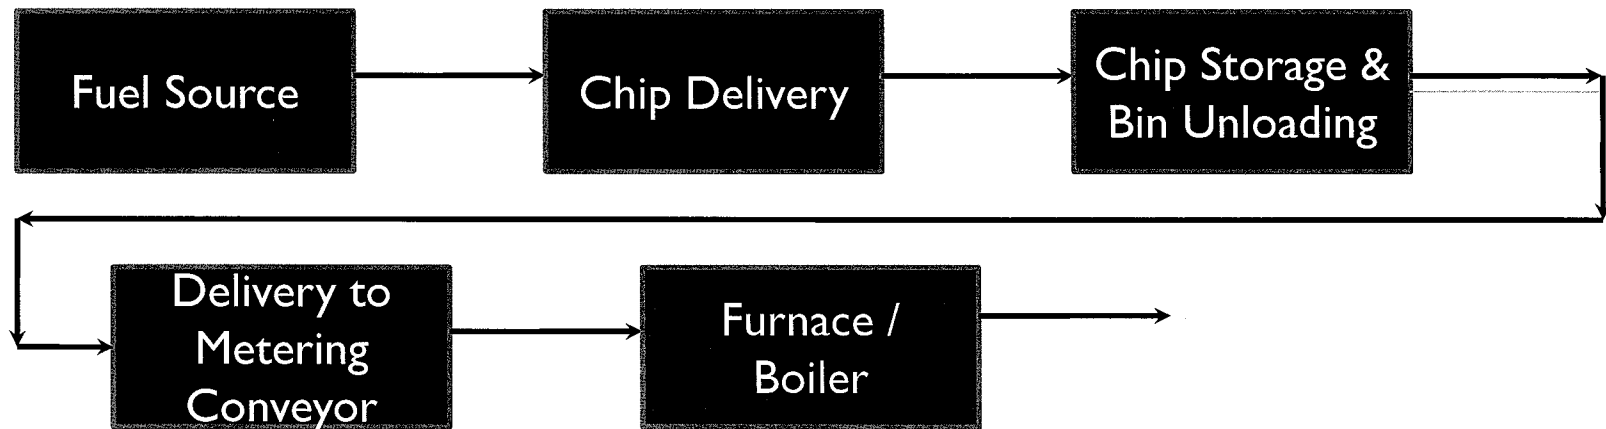 Fuel Source
Chip Delivery
Chip Storage &
Bin Unloading
Delivery to
Metering
Conveyor
Furnace /
Boiler